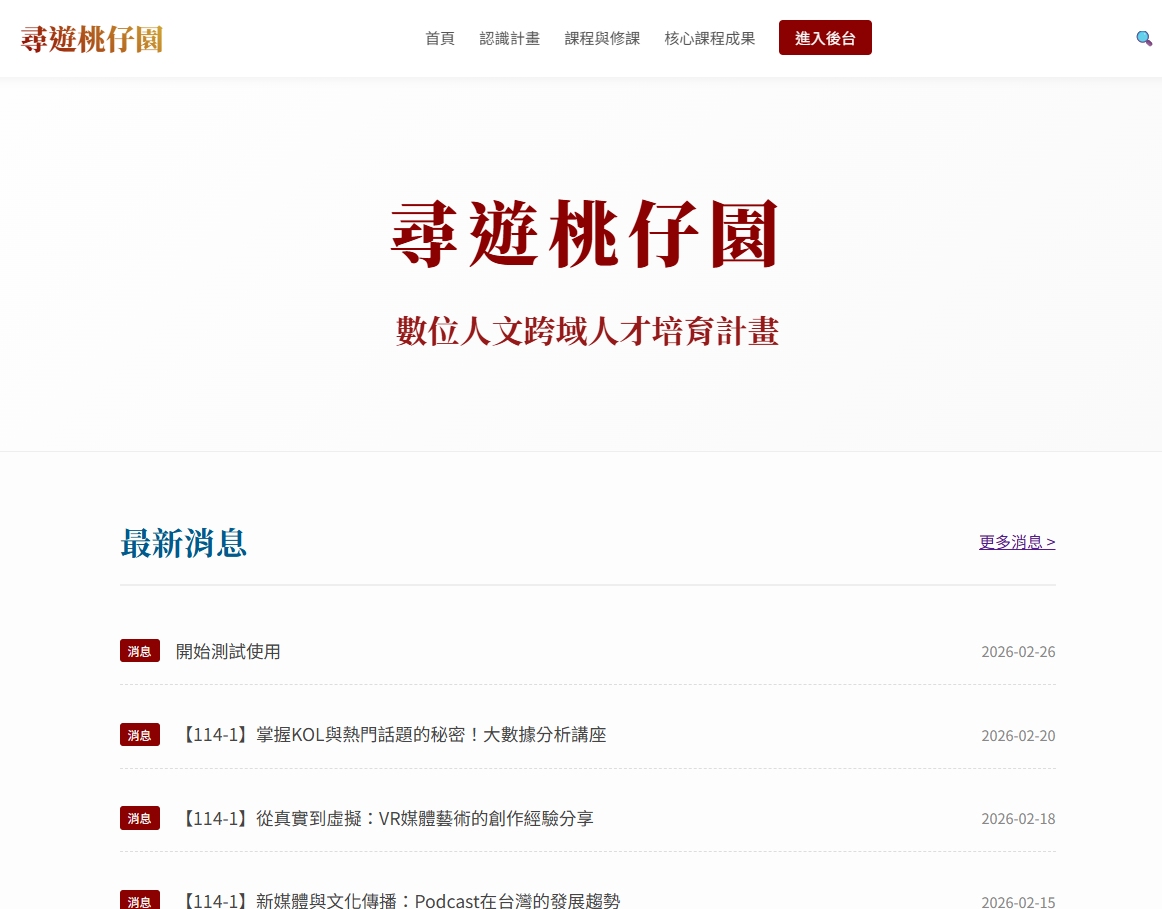 尋遊桃仔園
首頁 認識計畫 課程與修課 核心課程成果 進入後台
尋遊桃仔園
數位人文跨域人才培育計畫
最新消息 更多消息 >
消息 開始測試使用 2026-02-26
消息 【114-1】掌握KOL與熱門話題的秘密！大數據分析講座 2026-02-20
消息 【114-1】從真實到虛擬：VR媒體藝術的創作經驗分享 2026-02-18
消息 【114-1】新媒體與文化傳播：Podcast在台灣的發展趨勢 2026-02-15